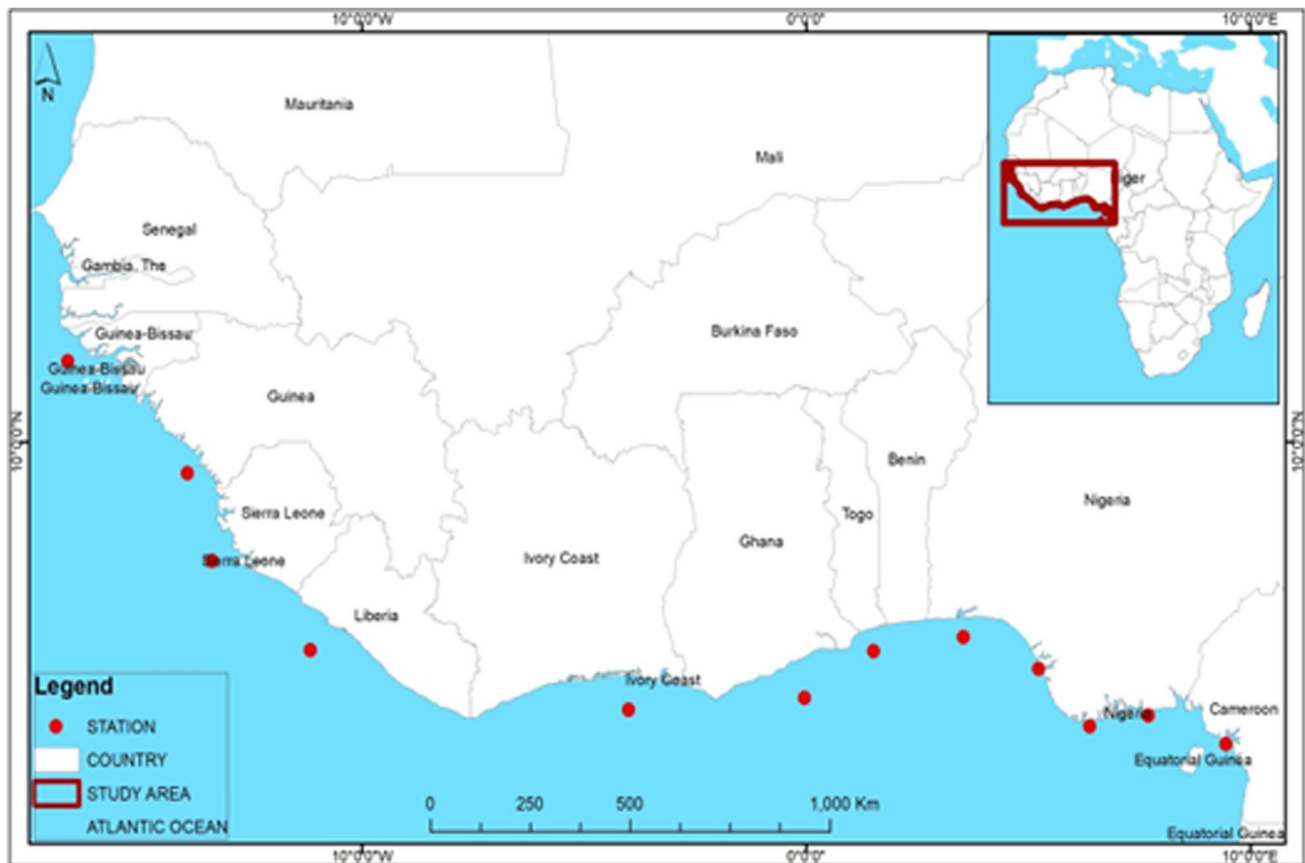 10°0'0"W
0°0'0"
10°0'0"E
N
Mauritania
Mali
Niger
Senegal
Gambia, The
Guinea-Bissau
Guinea-Bissau
Guinea-Bissau
Burkina Faso
Guinea
10°0'0"N
10°0'0"N
Benin
Nigeria
Sierra Leone
Togo
Ghana
Ivory Coast
Sierra Leone
Liberia
Ivory Coast
Legend
STATION
COUNTRY
STUDY AREA
ATLANTIC OCEAN
Nigeria
Cameroon
Equatorial Guinea
0 250 500 1,000 Km
Equatorial Guinea
10°0'0"W
0°0'0"
10°0'0"E